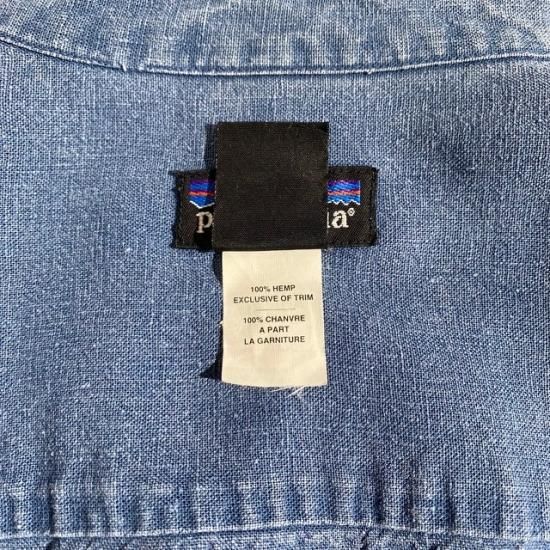 p a®
100% HEMP
EXCLUSIVE OF TRIM
100% CHANVRE
A PART
LA GARNITURE